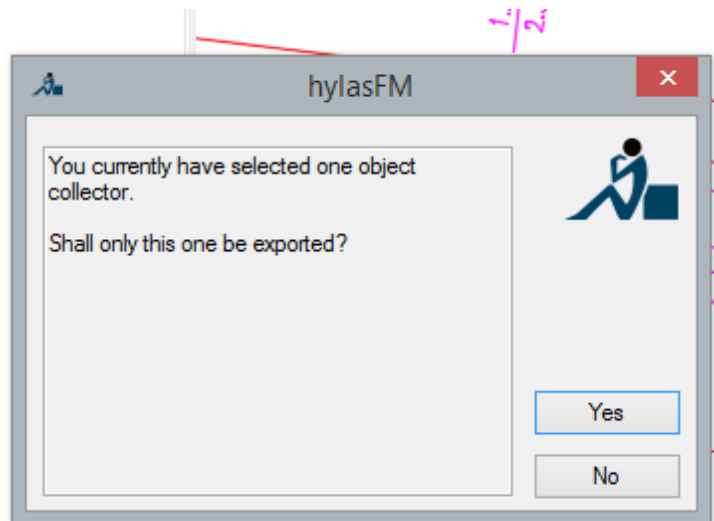 hylasFM
You currently have selected one object
collector.
Shall only this one be exported?
Yes
No